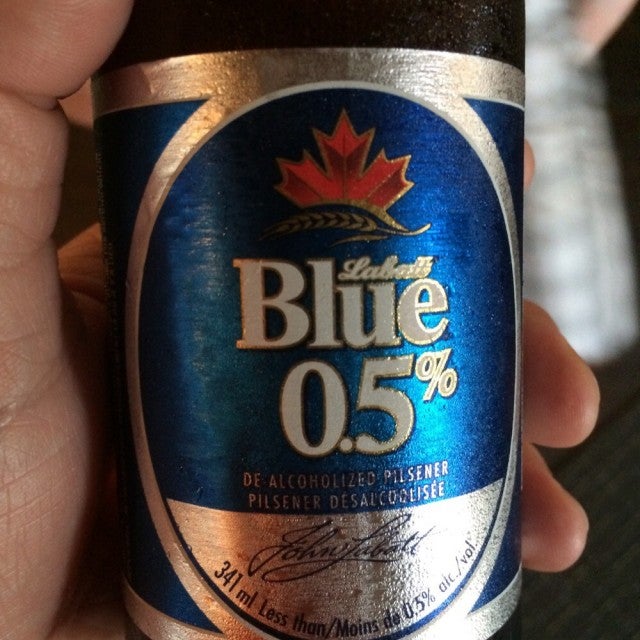 Labatt
Blue
0.5%
DE ALCOHOLIZED PILSENER
PILSENER DÉSALCOOLISÉE
John Labatt
341 ml Less than/Moins de 0.5% alc./vol.